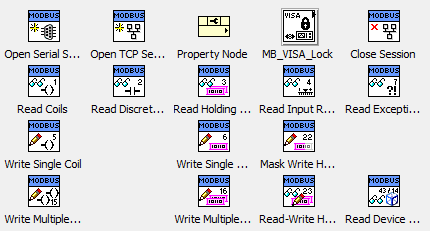 MODBUS MODBUS VISA MODBUS
Open Serial S... Open TCP Se... Property Node MB_VISA_Lock Close Session
MODBUS MODBUS MODBUS MODBUS MODBUS
1 2 3 4 7
?!
Read Coils Read Discret... Read Holding ... Read Input R... Read Excepti...
MODBUS MODBUS MODBUS
5 6 22
Write Single Coil Write Single ... Mask Write H...
MODBUS MODBUS MODBUS MODBUS
15 16 23 43/14
Write Multiple... Write Multiple... Read-Write H... Read Device ...